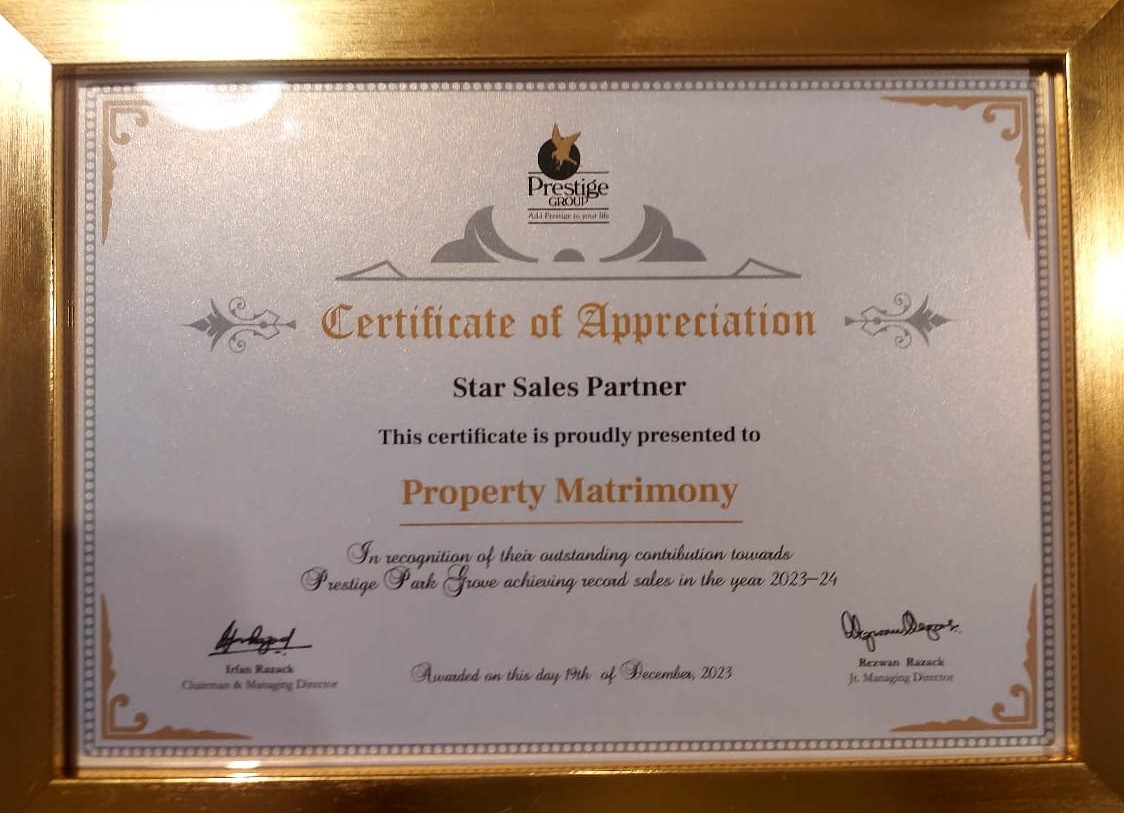 Prestige
GROUP
Add Prestige to your life
Certificate of Appreciation
Star Sales Partner
This certificate is proudly presented to
Property Matrimony
In recognition of their outstanding contribution towards
Prestige Park Grove achieving record sales in the year 2023–24
Irfan Razack
Chairman & Managing Director
Awarded on this day 19th of December, 2023
Rezwan Razack
Jt. Managing Director